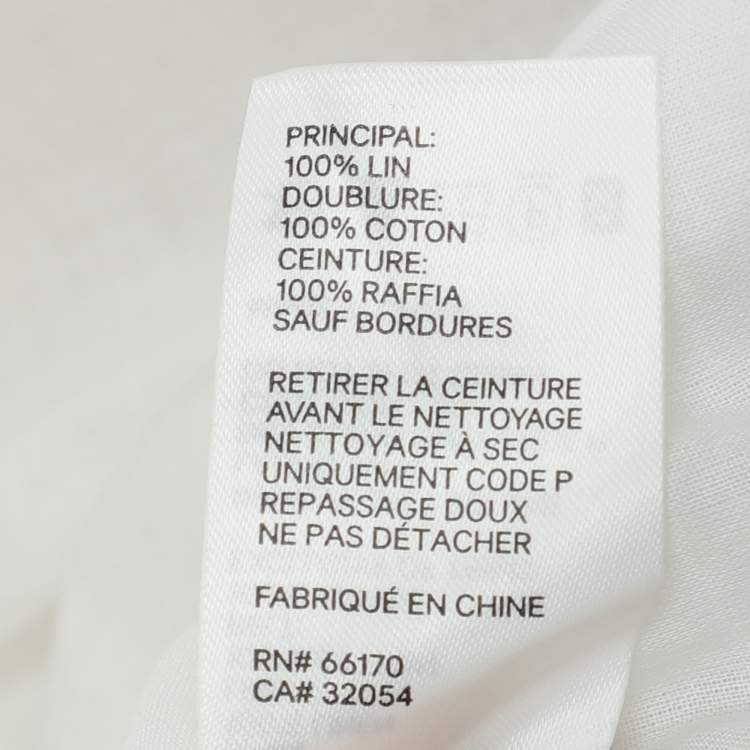 PRINCIPAL:
100% LIN
DOUBLURE:
100% COTON
CEINTURE:
100% RAFFIA
SAUF BORDURES
RETIRER LA CEINTURE
AVANT LE NETTOYAGE
NETTOYAGE À SEC
UNIQUEMENT CODE P
REPASSAGE DOUX
NE PAS DÉTACHER
FABRIQUÉ EN CHINE
RN# 66170
CA# 32054